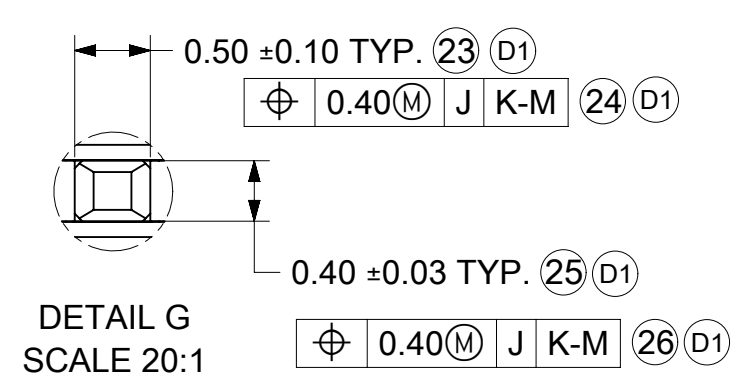 0.50 ±0.10 TYP. 23 D1
⌖ 0.40Ⓜ J K-M 24 D1
0.40 ±0.03 TYP. 25 D1
DETAIL G
SCALE 20:1
⌖ 0.40Ⓜ J K-M 26 D1